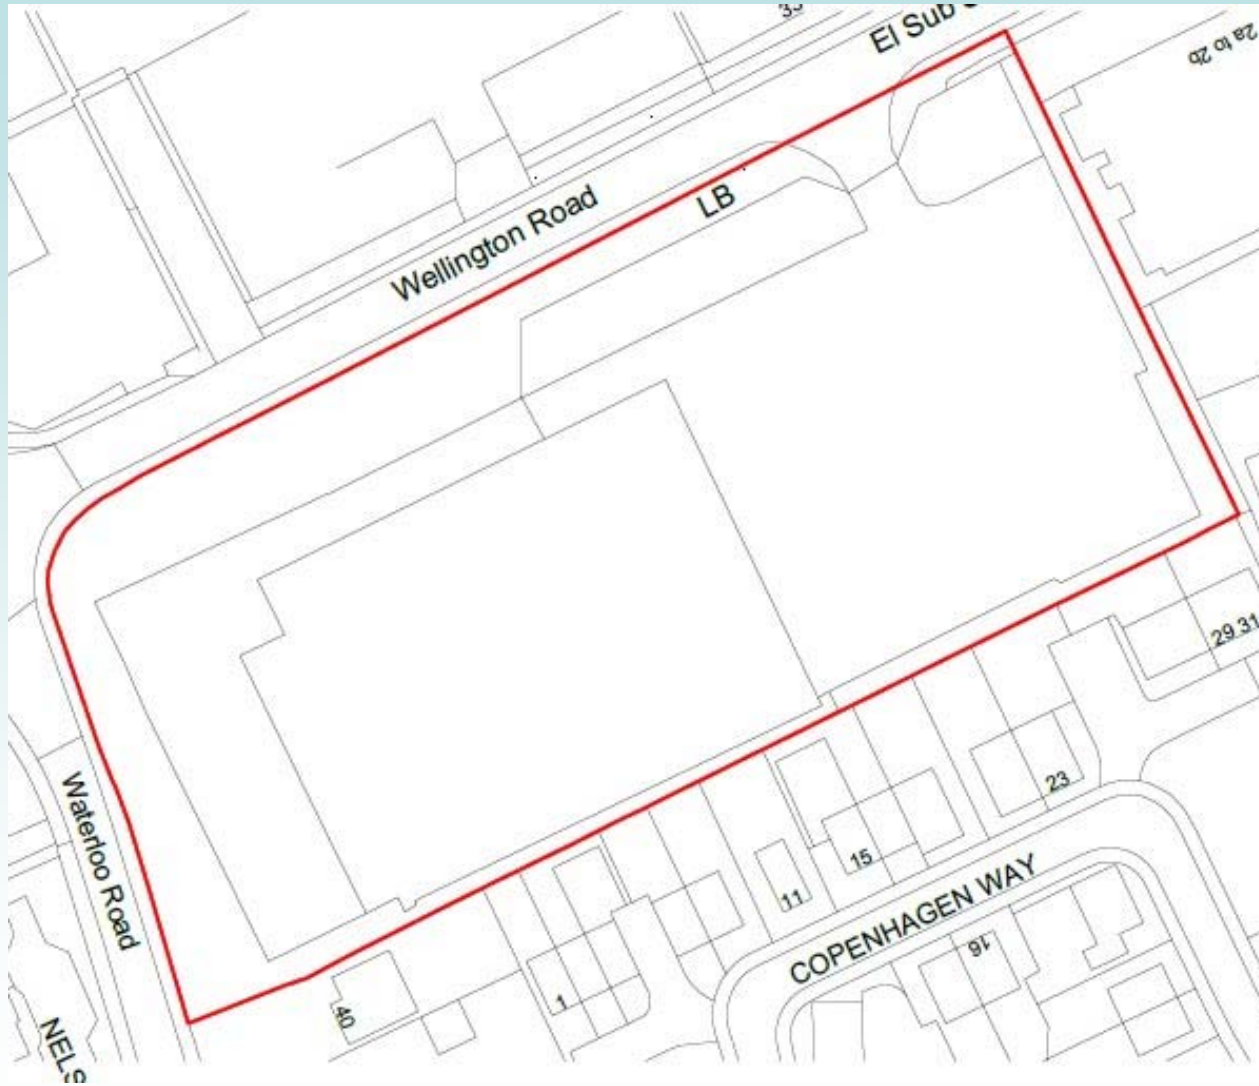 El Sub
2a to 2b
Wellington Road
LB
29 31
Waterloo Road
23
15
11
COPENHAGEN WAY
16
1
40
NELS